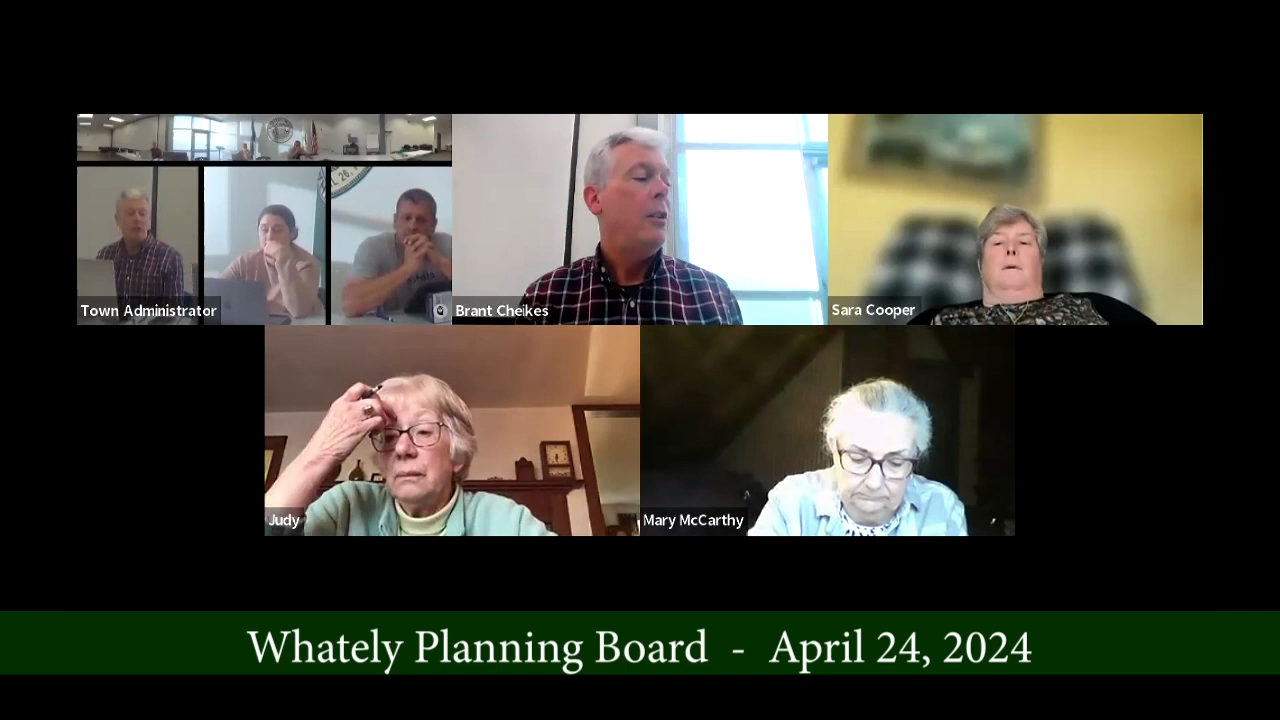 Town Administrator
Brant Cheikes
Sara Cooper
Judy
Mary McCarthy
Whately Planning Board - April 24, 2024